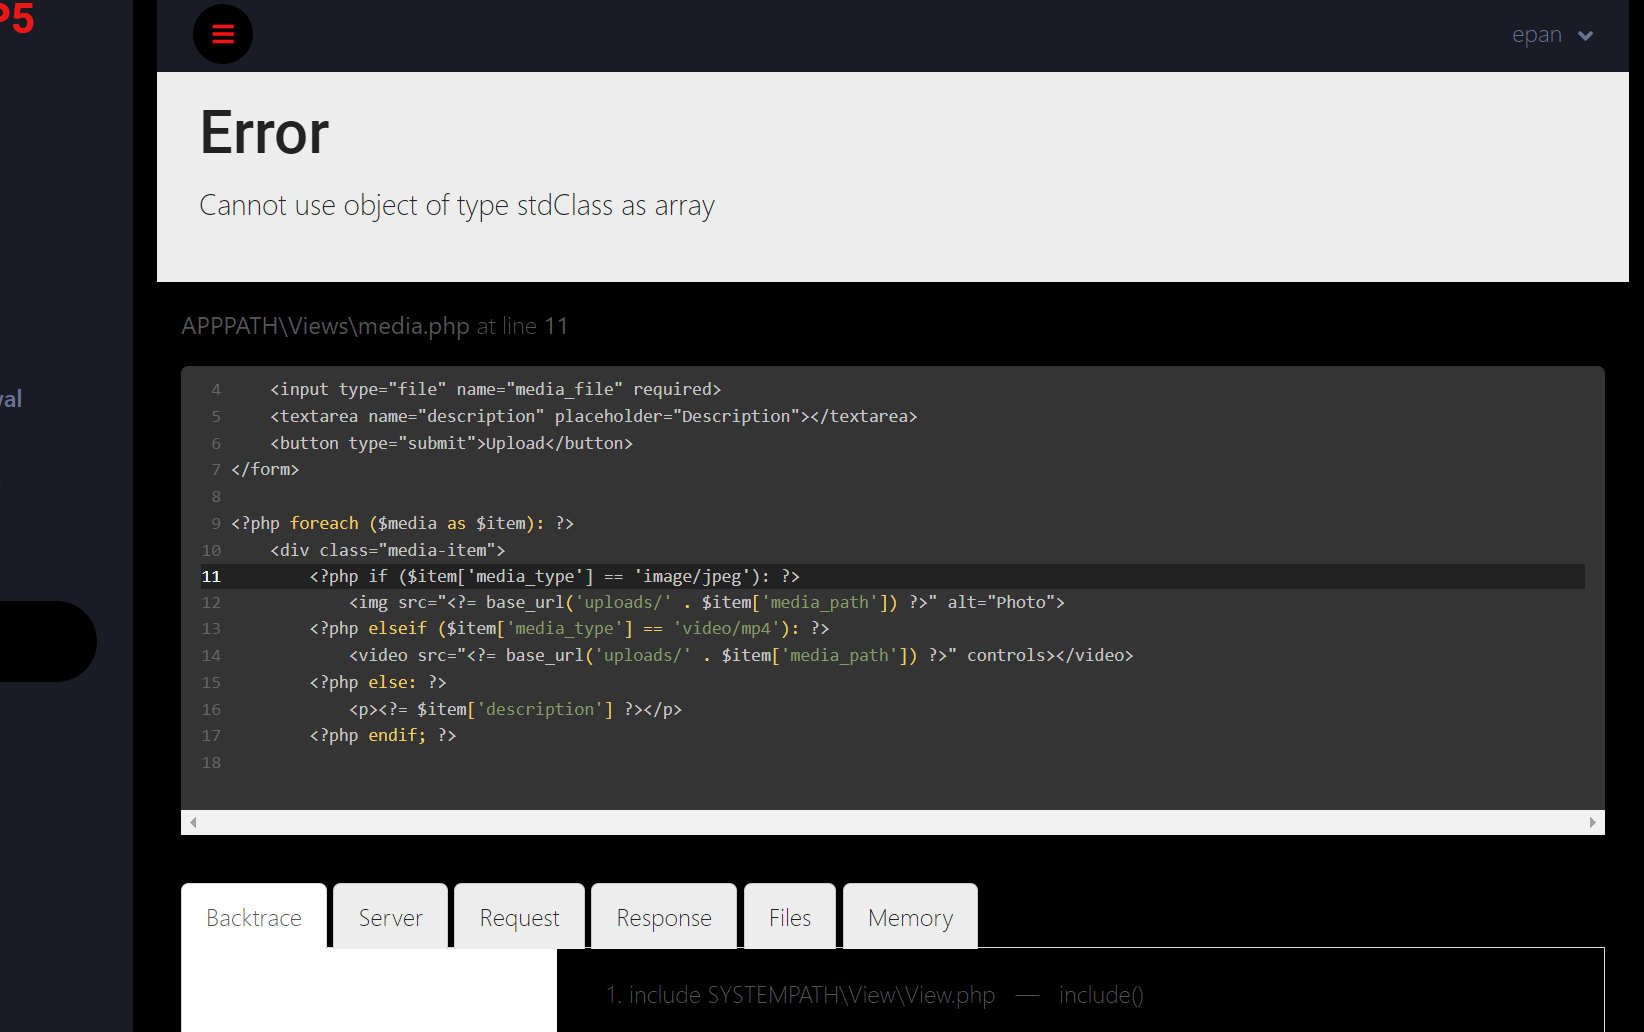 P5
epan
Error
Cannot use object of type stdClass as array
val
APPPATH\Views\media.php at line 11
4 <input type="file" name="media_file" required>
5 <textarea name="description" placeholder="Description"></textarea>
6 <button type="submit">Upload</button>
7 </form>
8
9 <?php foreach ($media as $item): ?>
10 <div class="media-item">
11 <?php if ($item['media_type'] == 'image/jpeg'): ?>
12 <img src="<?= base_url('uploads/' . $item['media_path']) ?>" alt="Photo">
13 <?php elseif ($item['media_type'] == 'video/mp4'): ?>
14 <video src="<?= base_url('uploads/' . $item['media_path']) ?>" controls></video>
15 <?php else: ?>
16 <p><?= $item['description'] ?></p>
17 <?php endif; ?>
18
Backtrace Server Request Response Files Memory
1. include SYSTEMPATH\View\View.php — include()